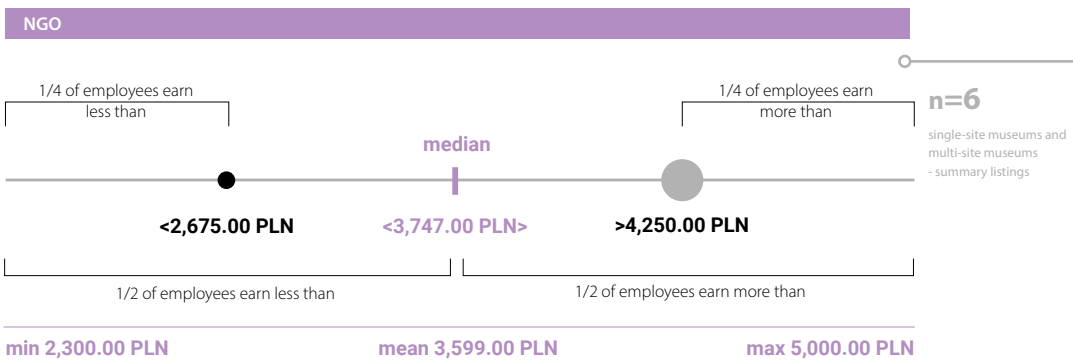 NGO
1/4 of employees earn
less than
1/4 of employees earn
more than
n=6
single-site museums and
multi-site museums
- summary listings
median
<2,675.00 PLN
<3,747.00 PLN>
>4,250.00 PLN
1/2 of employees earn less than
1/2 of employees earn more than
min 2,300.00 PLN
mean 3,599.00 PLN
max 5,000.00 PLN